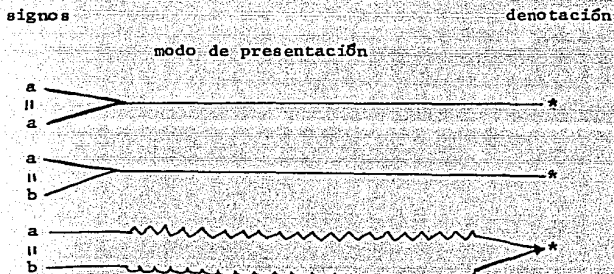 signos denotación
modo de presentación
a
=
a
*
a
=
b
*
a
=
b
*